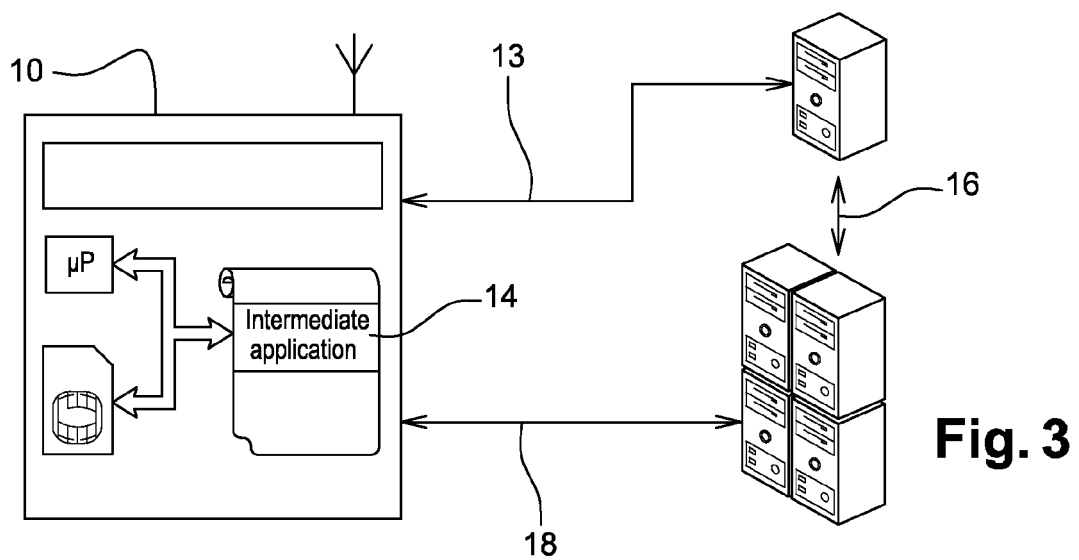 10
13
16
µP
Intermediate
application
14
18
Fig. 3